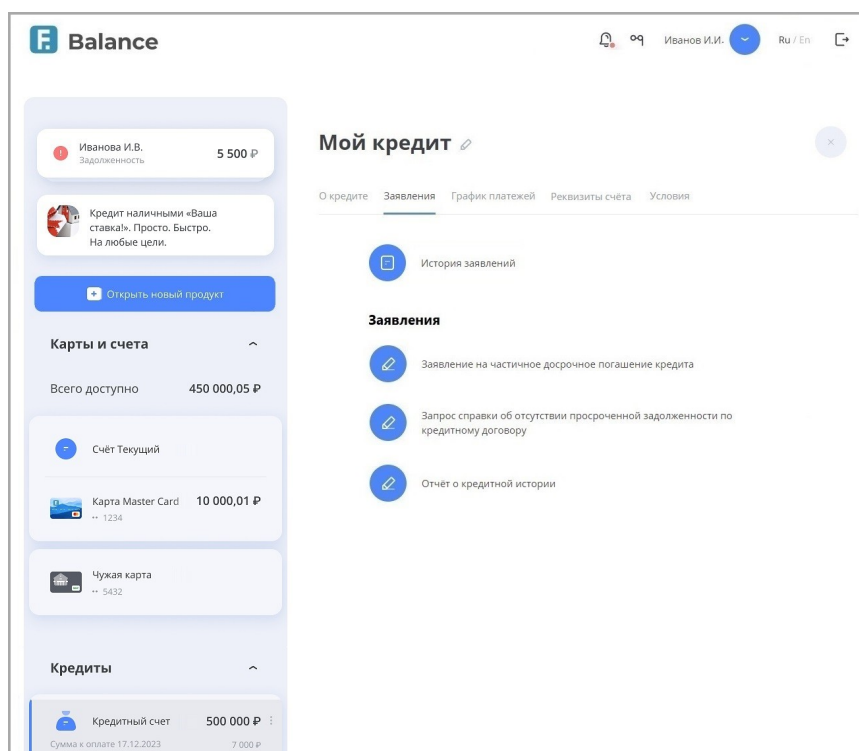 F. Balance
Иванов И.И.
Ru / En
Иванова И.В.
Задолженность
5 500 ₽
Кредит наличными «Ваша
ставка!». Просто. Быстро.
На любые цели.
Открыть новый продукт
Карты и счета
Всего доступно 450 000,05 ₽
Счёт Текущий
Карта Master Card 10 000,01 ₽
•• 1234
Чужая карта
•• 5432
Кредиты
Кредитный счет 500 000 ₽
Сумма к оплате 17.12.2023 7 000 ₽
Мой кредит
О кредите Заявления График платежей Реквизиты счёта Условия
История заявлений
Заявления
Заявление на частичное досрочное погашение кредита
Запрос справки об отсутствии просроченной задолженности по
кредитному договору
Отчёт о кредитной истории